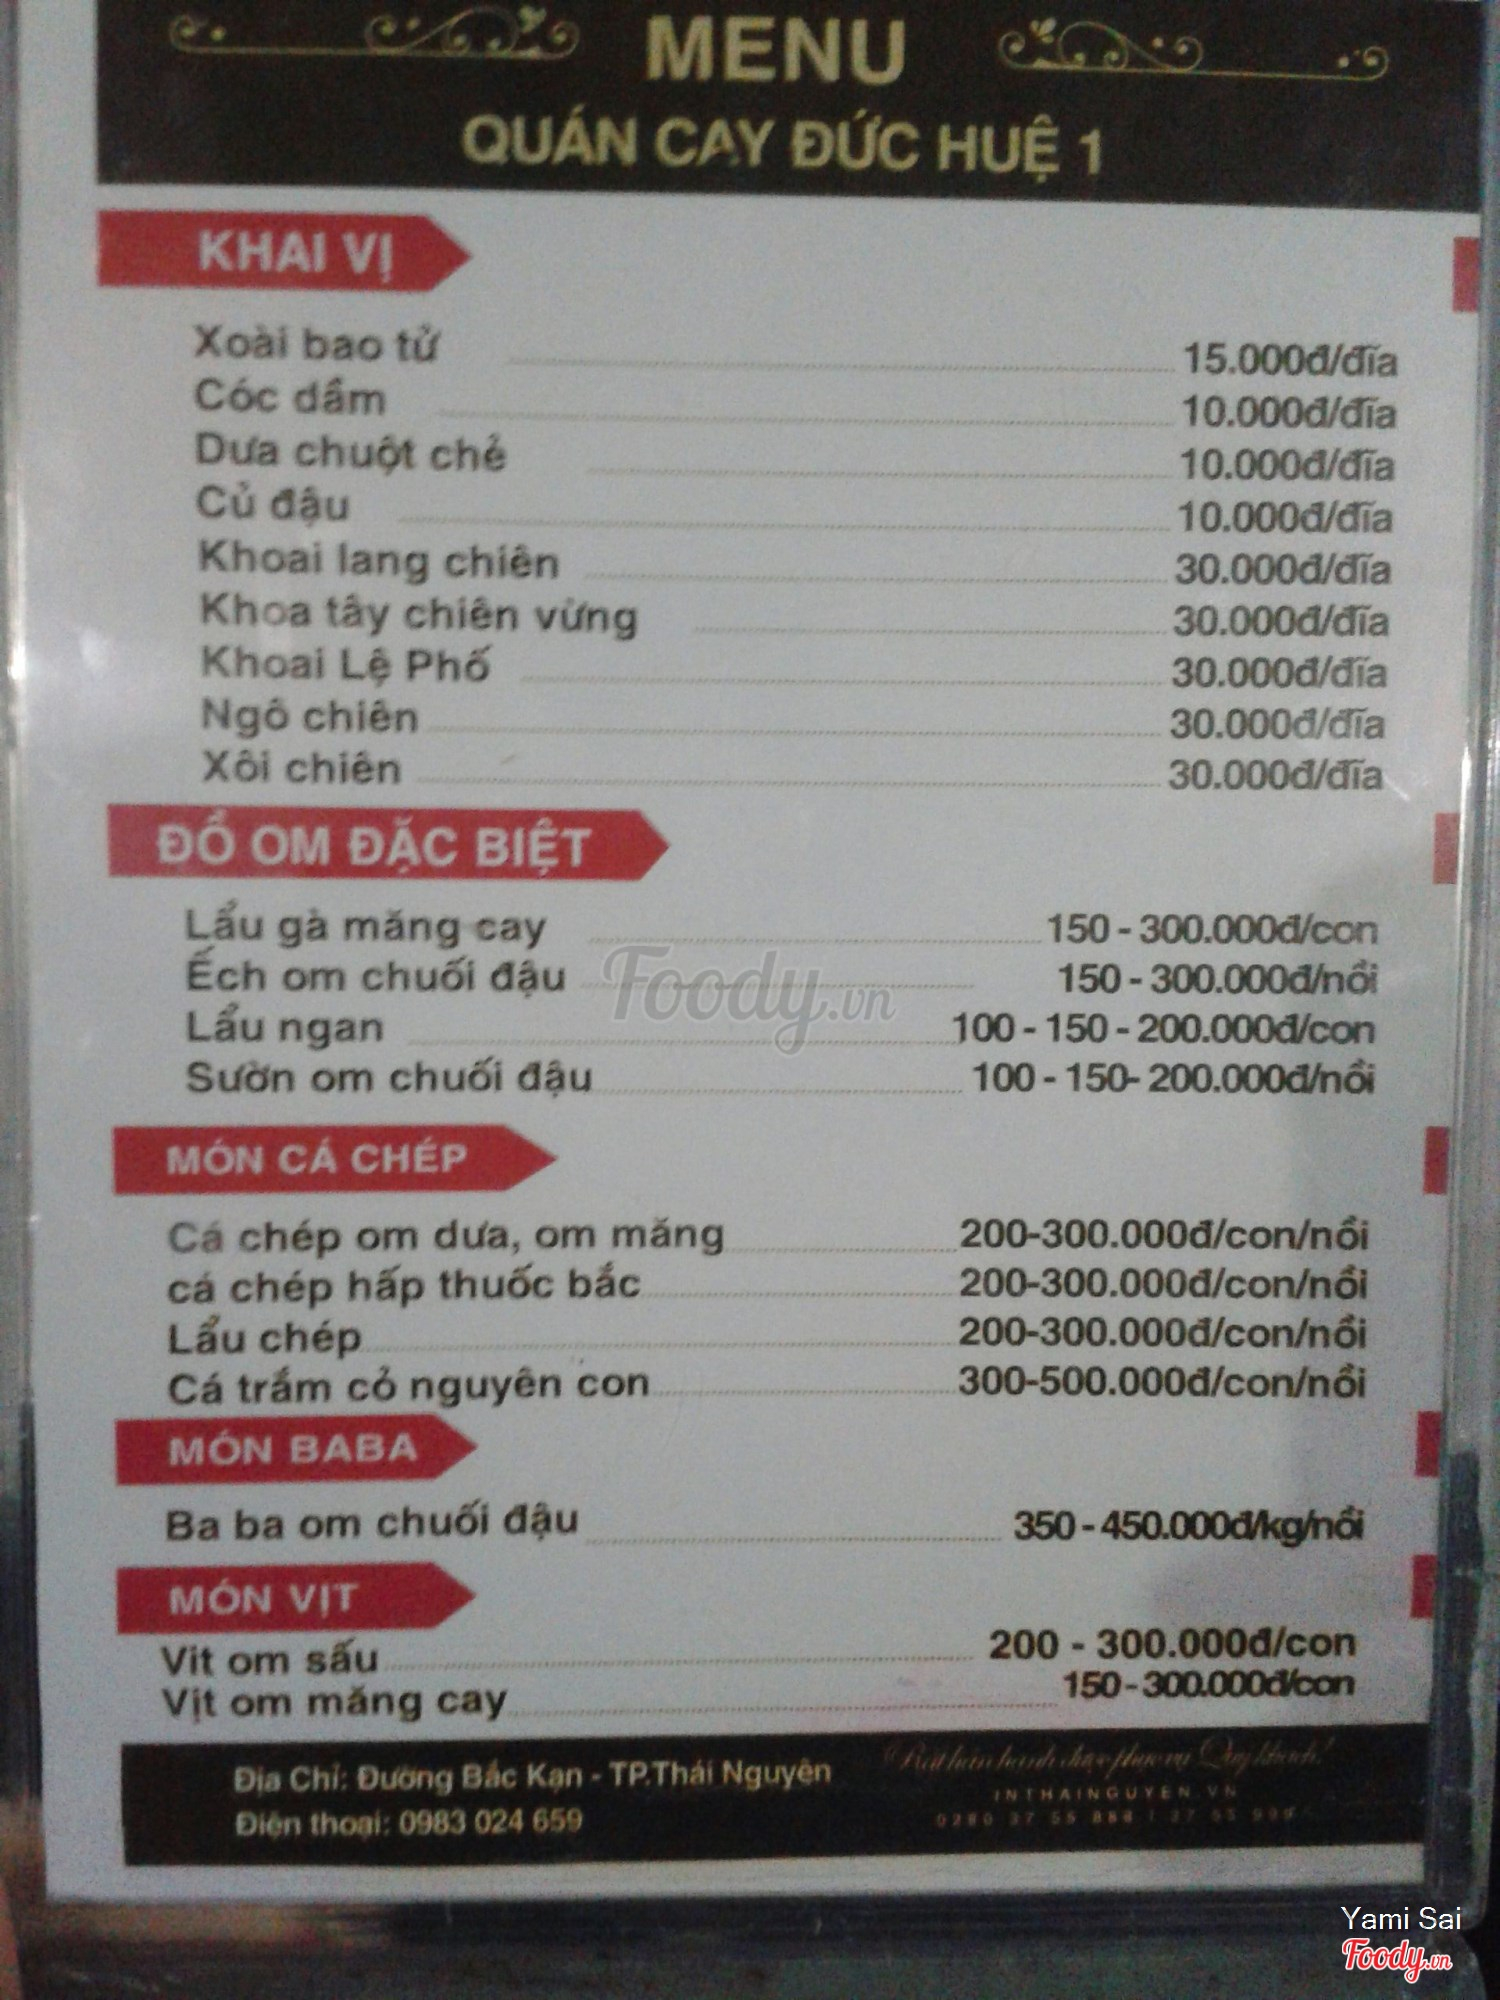 MENU
QUÁN CAY ĐỨC HUỆ 1
KHAI VỊ
Xoài bao tử 15.000đ/đĩa
Cóc dầm 10.000đ/đĩa
Dưa chuột chẻ 10.000đ/đĩa
Củ đậu 10.000đ/đĩa
Khoai lang chiên 30.000đ/đĩa
Khoa tây chiên vừng 30.000đ/đĩa
Khoai Lệ Phố 30.000đ/đĩa
Ngô chiên 30.000đ/đĩa
Xôi chiên 30.000đ/đĩa
ĐỒ OM ĐẶC BIỆT
Lẩu gà măng cay 150 - 300.000đ/con
Ếch om chuối đậu 150 - 300.000đ/nồi
Lẩu ngan 100 - 150 - 200.000đ/con
Sườn om chuối đậu 100 - 150- 200.000đ/nồi
Foody.vn
MÓN CÁ CHÉP
Cá chép om dưa, om măng 200-300.000đ/con/nồi
cá chép hấp thuốc bắc 200-300.000đ/con/nồi
Lẩu chép 200-300.000đ/con/nồi
Cá trắm cỏ nguyên con 300-500.000đ/con/nồi
MÓN BABA
Ba ba om chuối đậu 350 - 450.000đ/kg/nồi
MÓN VỊT
Vit om sấu 200 - 300.000đ/con
Vịt om măng cay 150 - 300.000đ/con
Địa Chỉ: Đường Bắc Kạn - TP.Thái Nguyên
Điện thoại: 0983 024 659
Rất hân hạnh được phục vụ Quý khách!
INTHAINGUYEN.VN
Yami Sai
Foody.vn